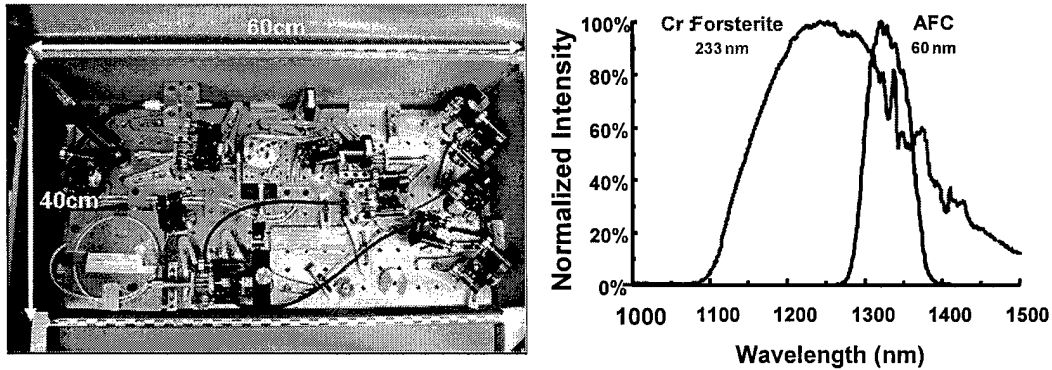 60cm
40cm
Normalized Intensity
100%
80%
60%
40%
20%
0%
Cr:Forsterite
233 nm
AFC
60 nm
1000 1100 1200 1300 1400 1500
Wavelength (nm)